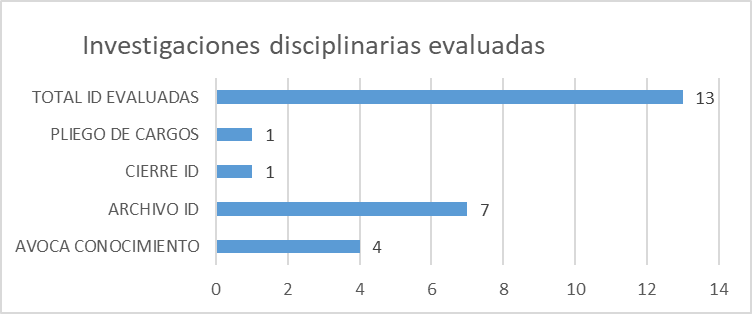 Investigaciones disciplinarias evaluadas
TOTAL ID EVALUADAS 13
PLIEGO DE CARGOS 1
CIERRE ID 1
ARCHIVO ID 7
AVOCA CONOCIMIENTO 4
0 2 4 6 8 10 12 14